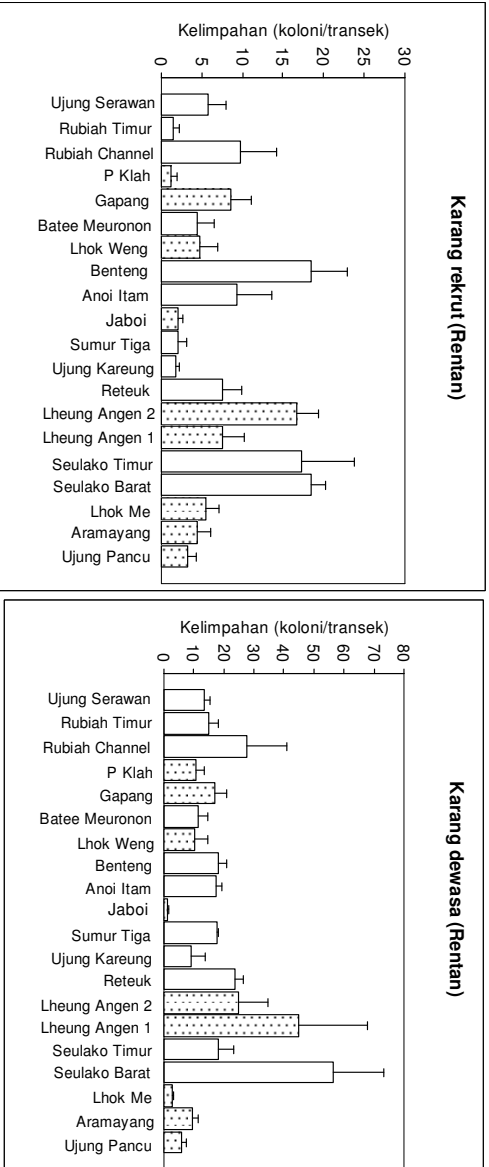 Karang rekrut (Rentan)
Kelimpahan (koloni/transek)
0 5 10 15 20 25 30
Ujung Serawan
Rubiah Timur
Rubiah Channel
P Klah
Gapang
Batee Meuronon
Lhok Weng
Benteng
Anoi Itam
Jaboi
Sumur Tiga
Ujung Kareung
Reteuk
Lheung Angen 2
Lheung Angen 1
Seulako Timur
Seulako Barat
Lhok Me
Aramayang
Ujung Pancu
Karang dewasa (Rentan)
Kelimpahan (koloni/transek)
0 10 20 30 40 50 60 70 80
Ujung Serawan
Rubiah Timur
Rubiah Channel
P Klah
Gapang
Batee Meuronon
Lhok Weng
Benteng
Anoi Itam
Jaboi
Sumur Tiga
Ujung Kareung
Reteuk
Lheung Angen 2
Lheung Angen 1
Seulako Timur
Seulako Barat
Lhok Me
Aramayang
Ujung Pancu